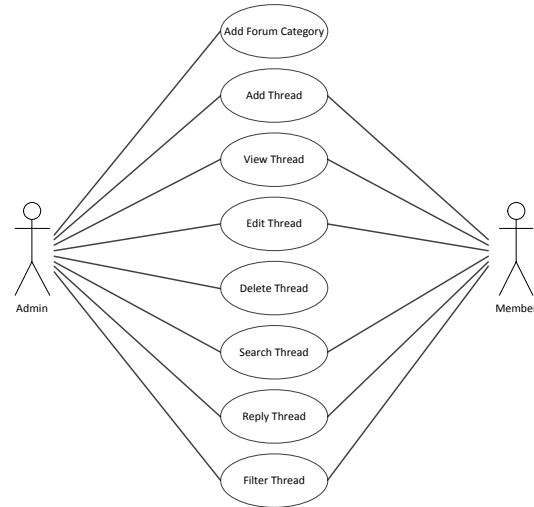 Add Forum Category
Add Thread
View Thread
Edit Thread
Delete Thread
Admin
Member
Search Thread
Reply Thread
Filter Thread